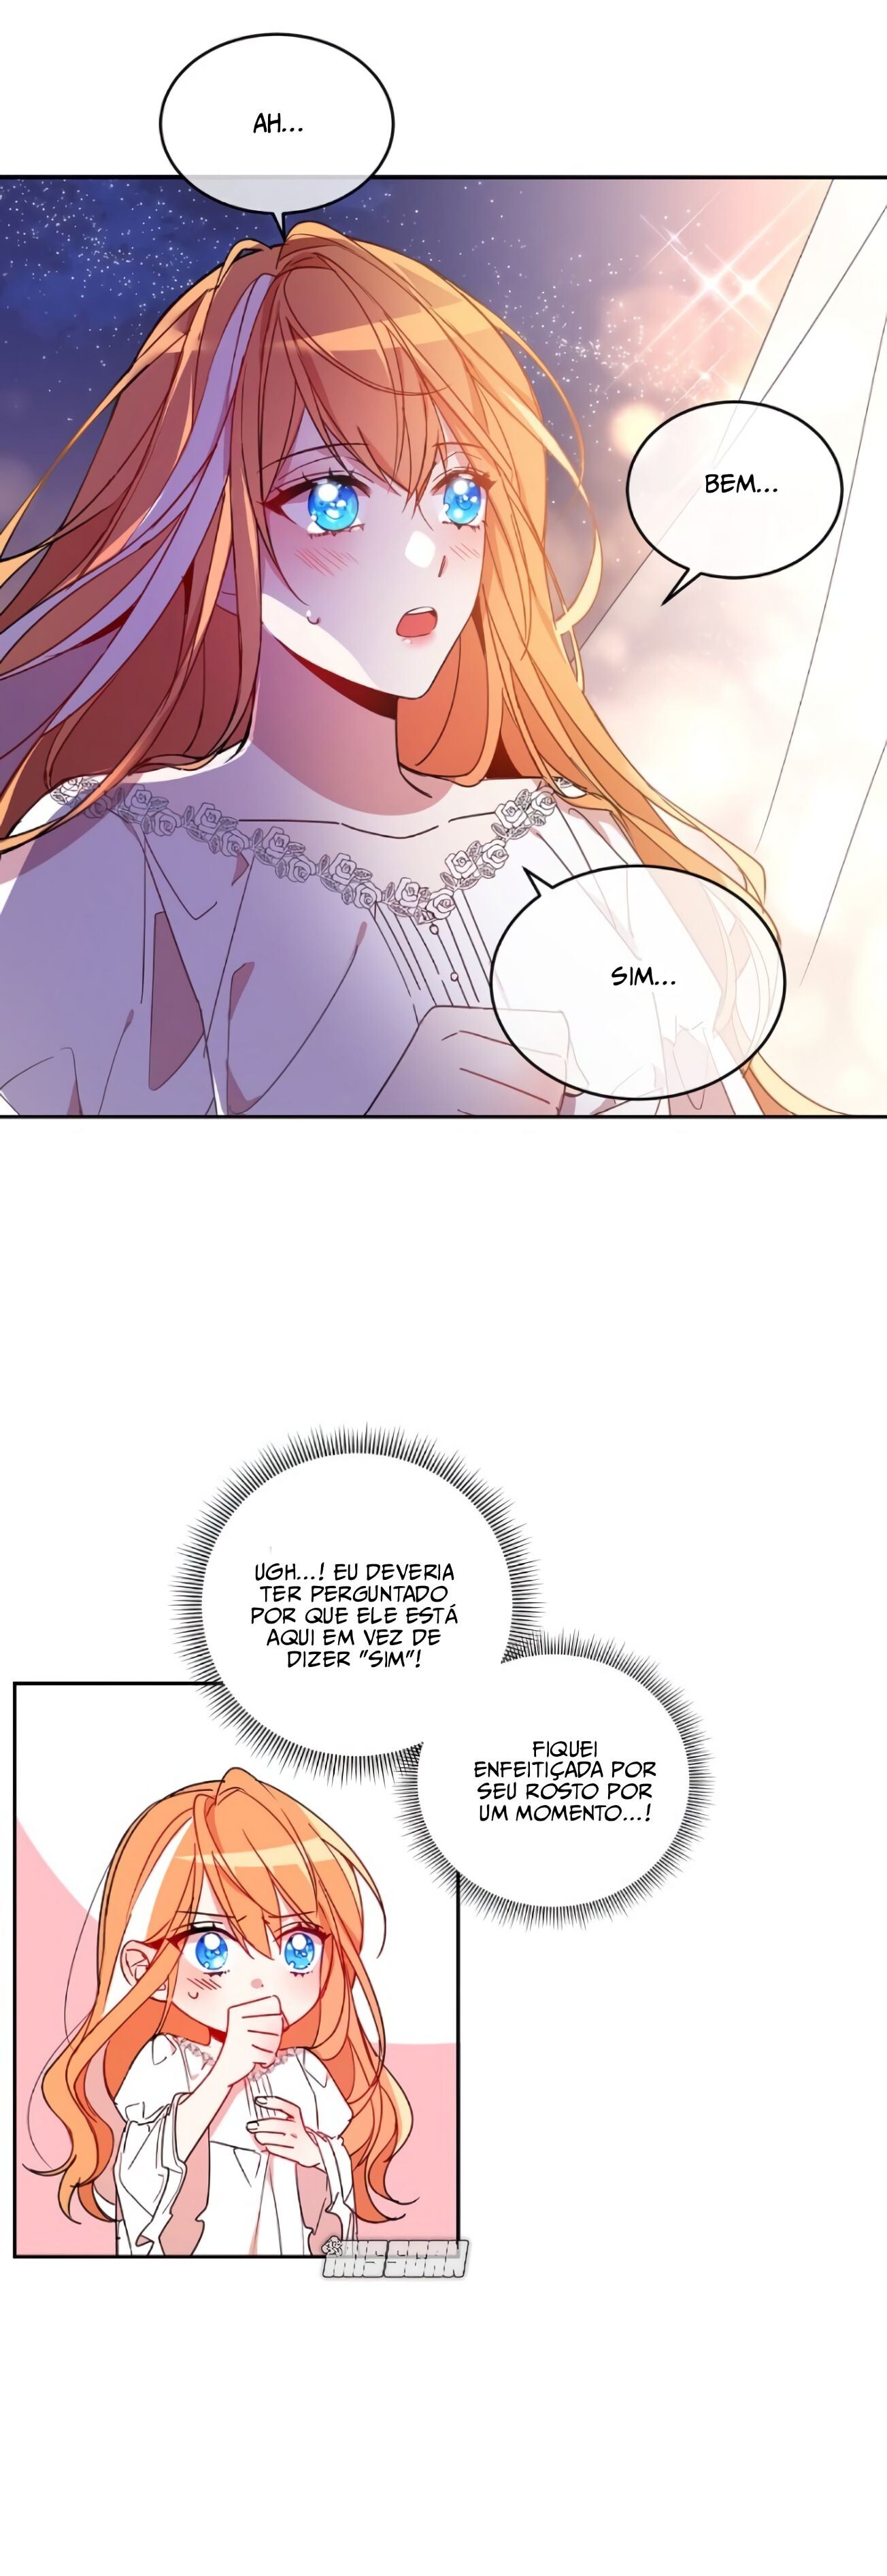 AH...
BEM...
SIM...
UGH...! EU DEVERIA
TER PERGUNTADO
POR QUE ELE ESTÁ
AQUI EM VEZ DE
DIZER "SIM"!
FIQUEI
ENFEITIÇADA POR
SEU ROSTO POR
UM MOMENTO...!